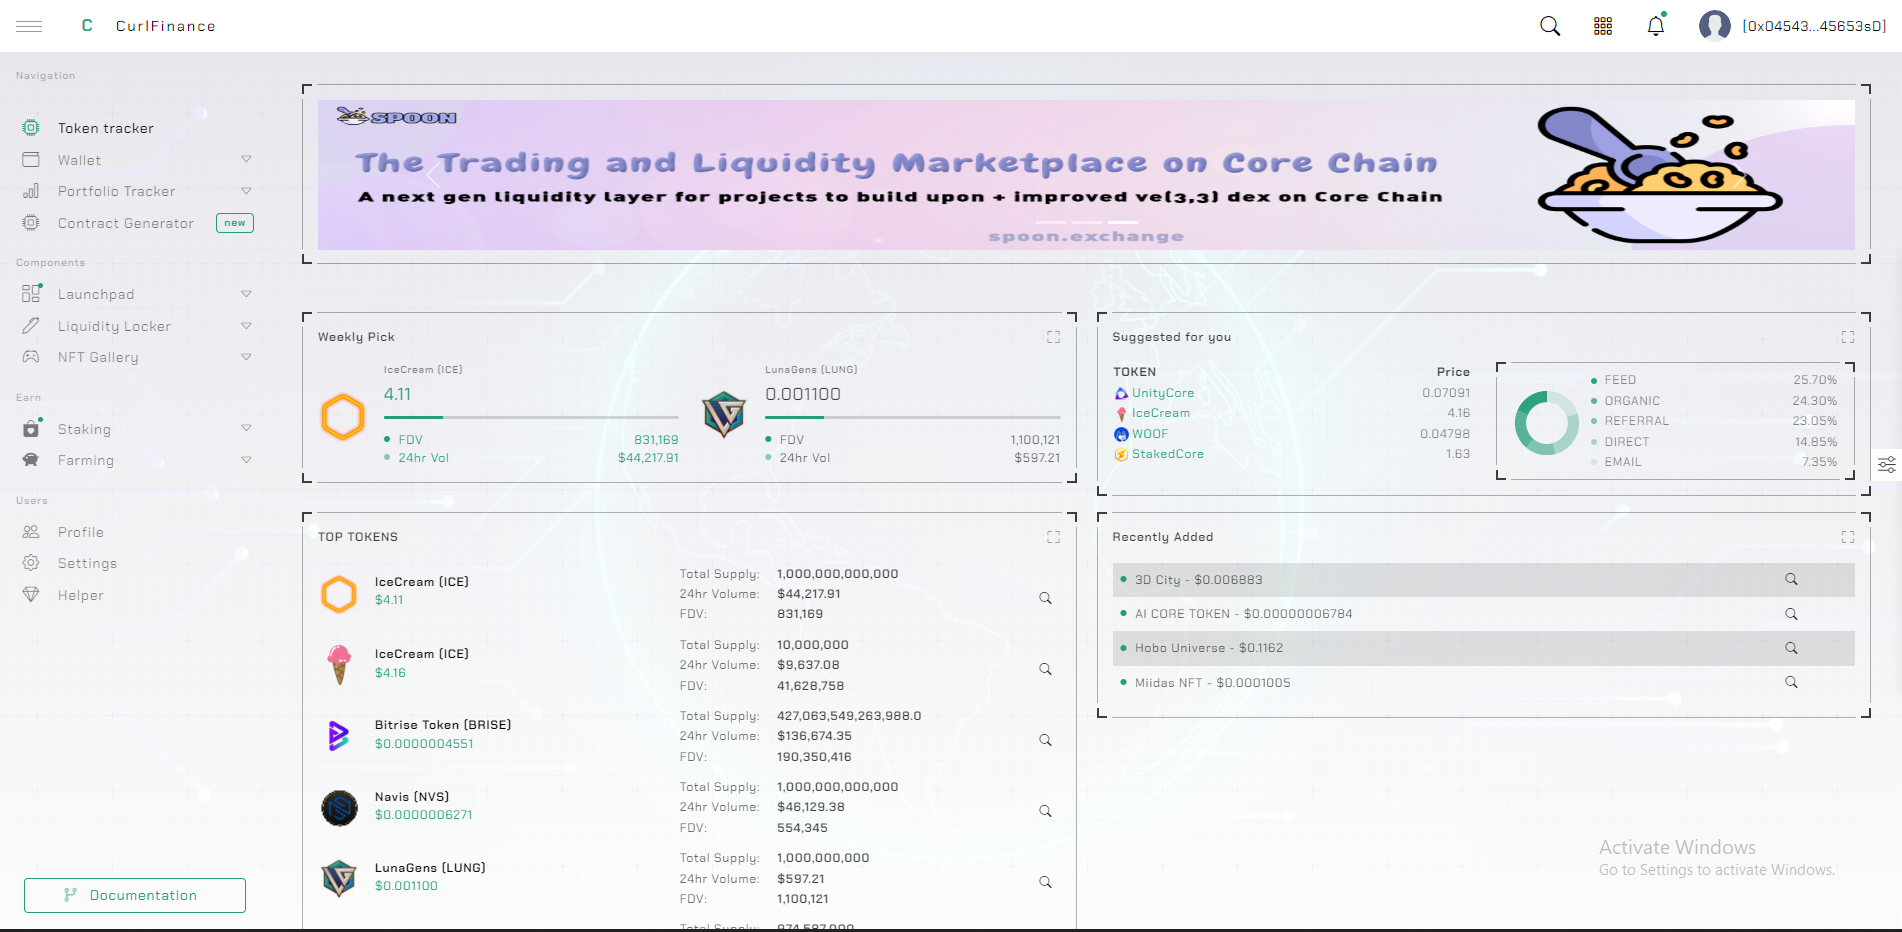 C CurlFinance
[0x04543...45653sD]
Navigation
Token tracker
Wallet
Portfolio Tracker
Contract Generator new
Components
Launchpad
Liquidity Locker
NFT Gallery
Earn
Staking
Farming
Users
Profile
Settings
Helper
Documentation
SPOON
The Trading and Liquidity Marketplace on Core Chain
A next gen liquidity layer for projects to build upon + improved ve(3,3) dex on Core Chain
spoon.exchange
Weekly Pick
IceCream (ICE)
4.11
FDV 831,169
24hr Vol $44,217.91
LunaGens (LUNG)
0.001100
FDV 1,100,121
24hr Vol $597.21
Suggested for you
TOKEN Price
UnityCore 0.07091
IceCream 4.16
WOOF 0.04798
StakedCore 1.63
FEED 25.70%
ORGANIC 24.30%
REFERRAL 23.05%
DIRECT 14.85%
EMAIL 7.35%
TOP TOKENS
IceCream (ICE)
$4.11
Total Supply: 1,000,000,000,000
24hr Volume: $44,217.91
FDV: 831,169
IceCream (ICE)
$4.16
Total Supply: 10,000,000
24hr Volume: $9,637.08
FDV: 41,628,758
Bitrise Token (BRISE)
$0.0000004551
Total Supply: 427,063,549,263,988.0
24hr Volume: $136,674.35
FDV: 190,350,416
Navis (NVS)
$0.0000006271
Total Supply: 1,000,000,000,000
24hr Volume: $46,129.38
FDV: 554,345
LunaGens (LUNG)
$0.001100
Total Supply: 1,000,000,000
24hr Volume: $597.21
FDV: 1,100,121
Recently Added
3D City - $0.006883
AI CORE TOKEN - $0.00000006784
Hobo Universe - $0.1162
Miidas NFT - $0.0001005
Activate Windows
Go to Settings to activate Windows.